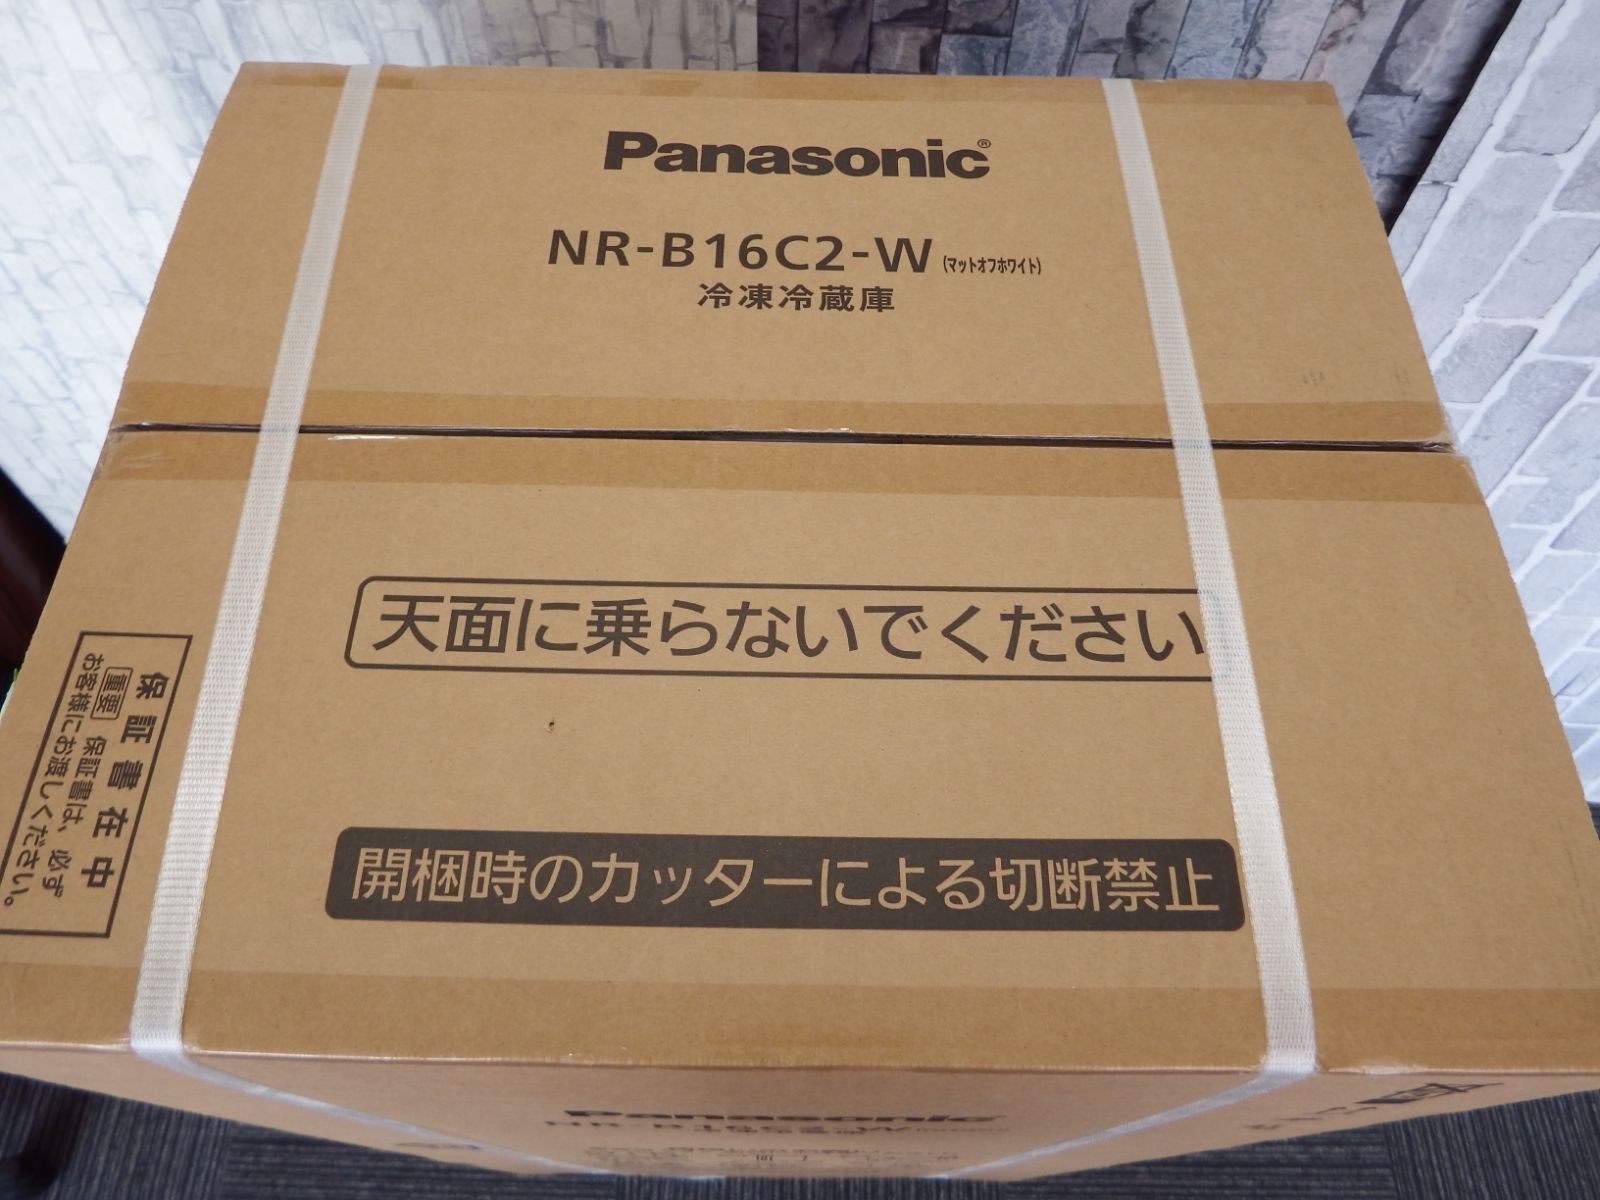 Panasonic®
NR-B16C2-W (マットオフホワイト)
冷凍冷蔵庫
天面に乗らないでください
開梱時のカッターによる切断禁止
保証書在中
重要 保証書は、必ず
お客様にお渡しください。
Panasonic
NR-B16C2-W